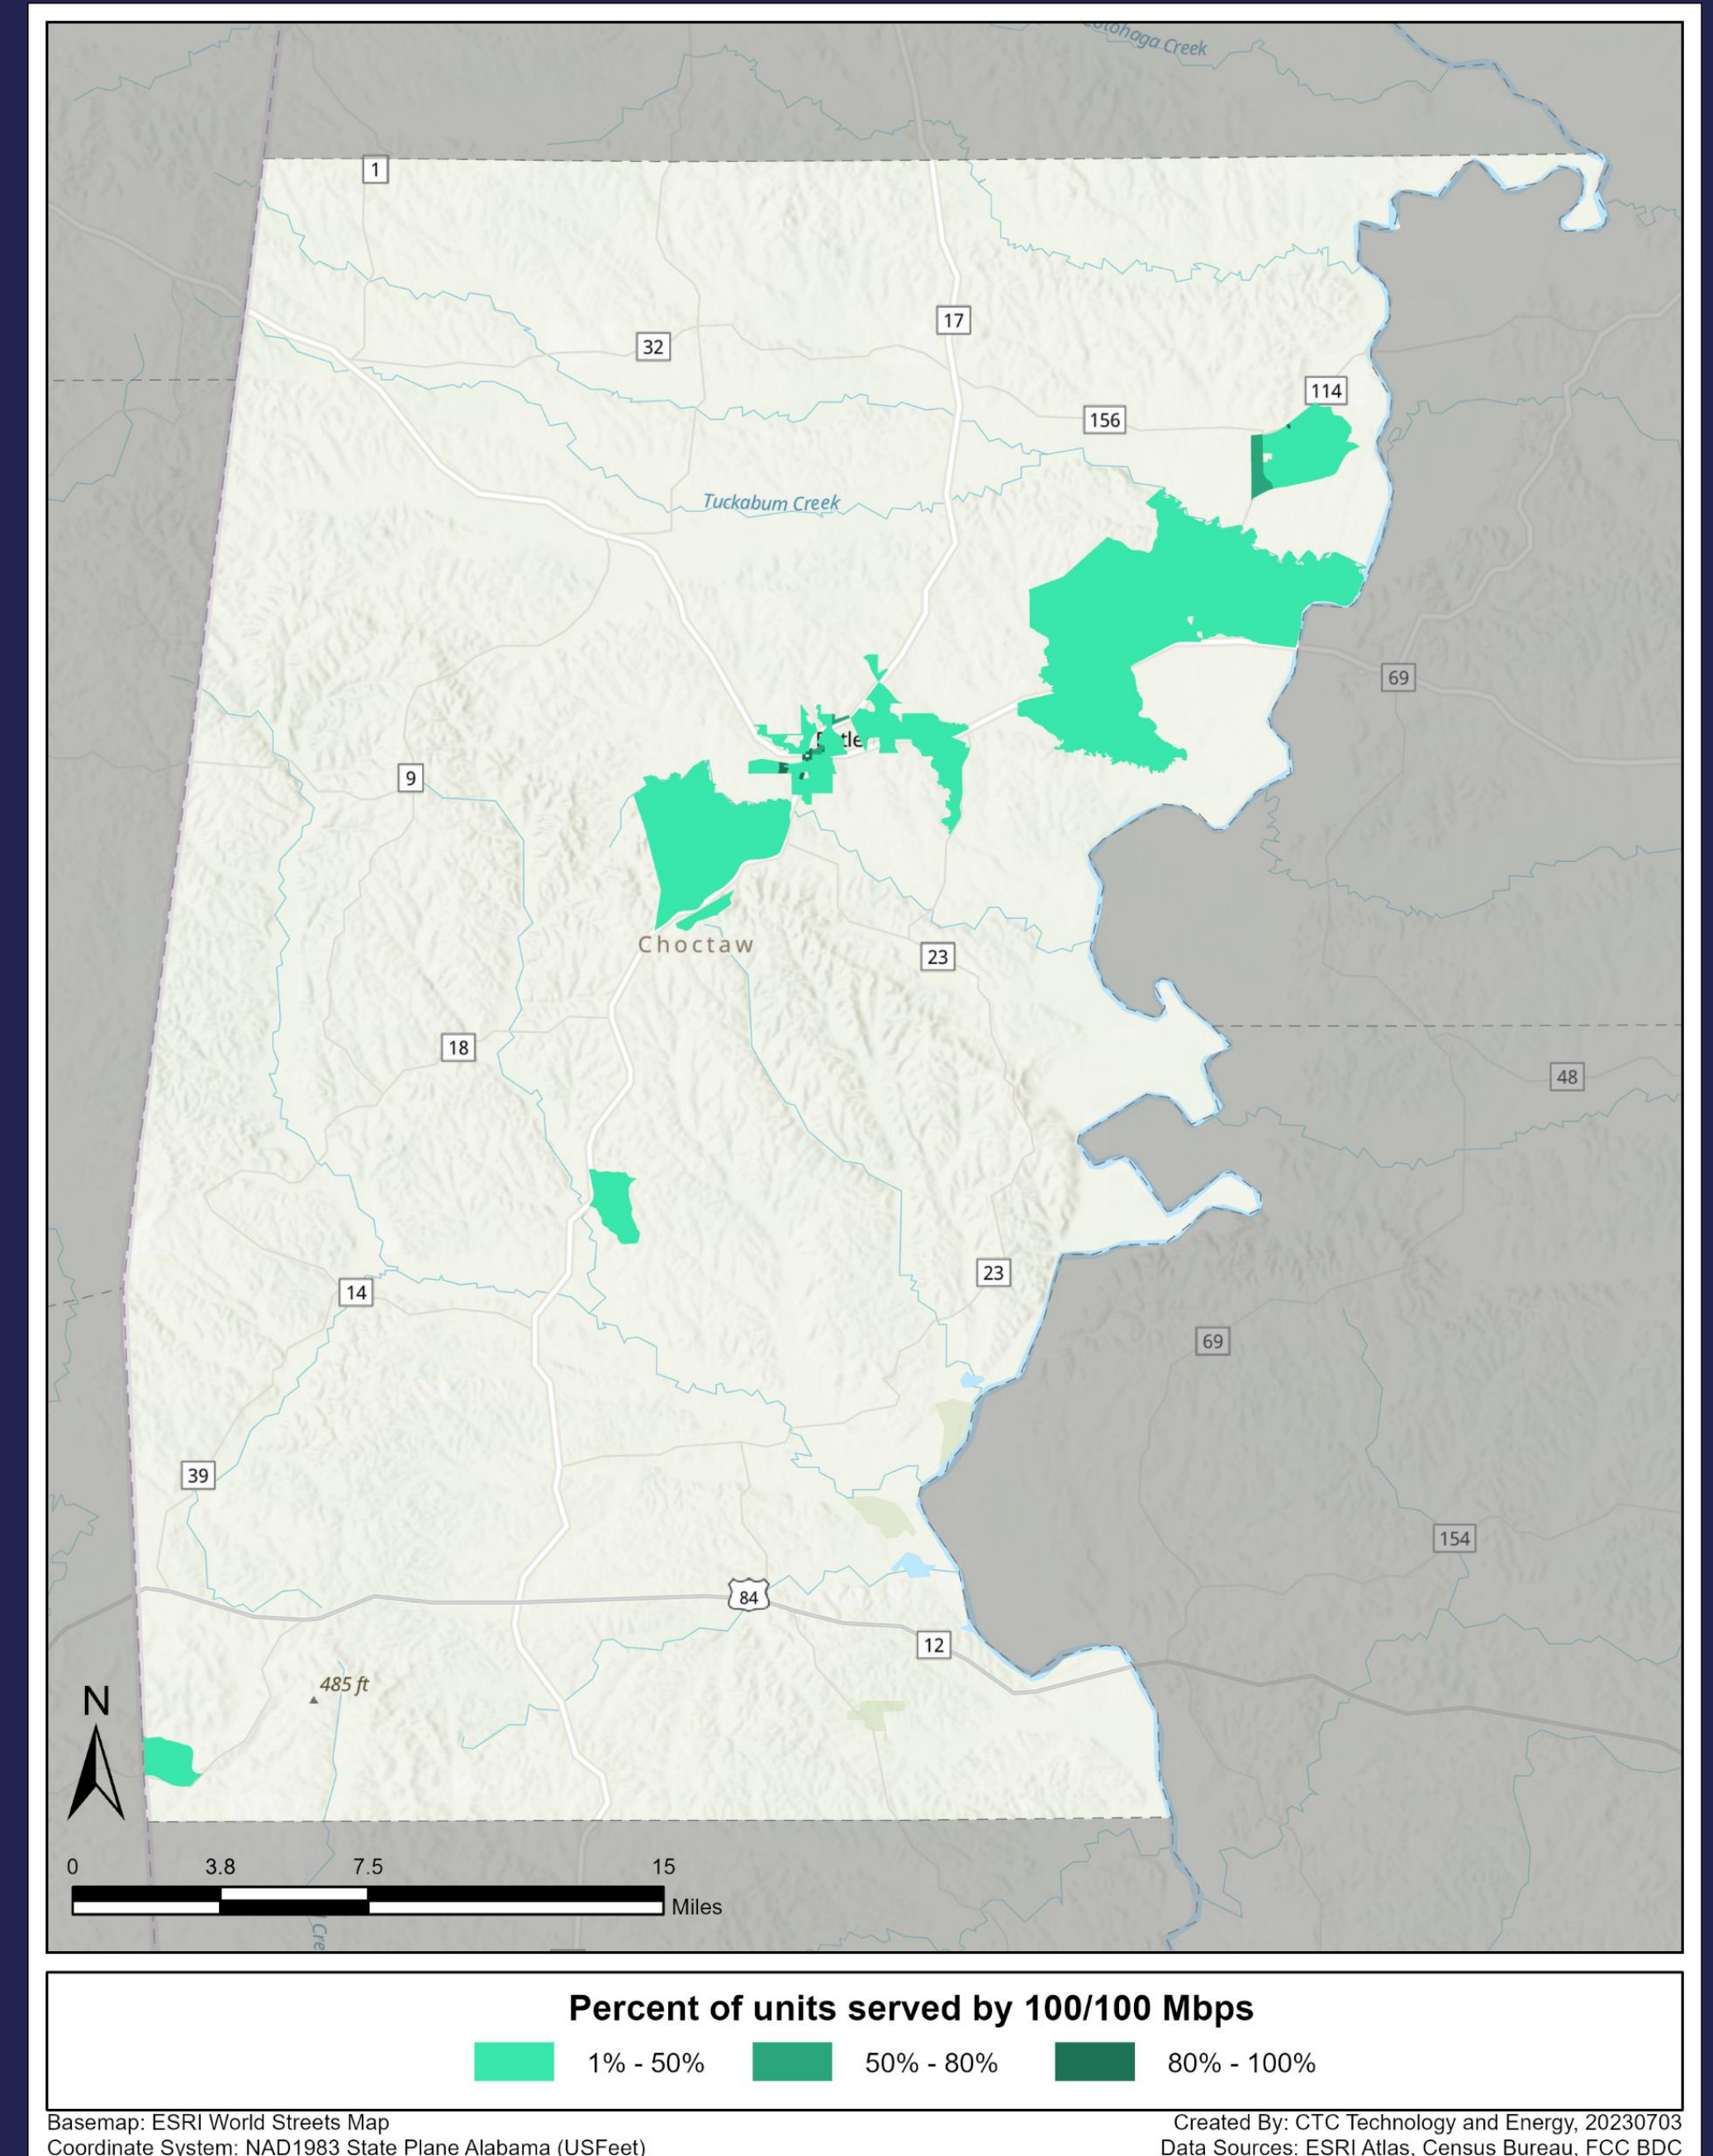 Creek
1
17
32
114
156
Tuckabum Creek
69
9
Choctaw
23
18
48
23
14
69
39
154
84
12
485 ft
N
0 3.8 7.5 15
Miles
Percent of units served by 100/100 Mbps
1% - 50% 50% - 80% 80% - 100%
Basemap: ESRI World Streets Map
Coordinate System: NAD1983 State Plane Alabama (USFeet)
Created By: CTC Technology and Energy, 20230703
Data Sources: ESRI Atlas, Census Bureau, FCC BDC